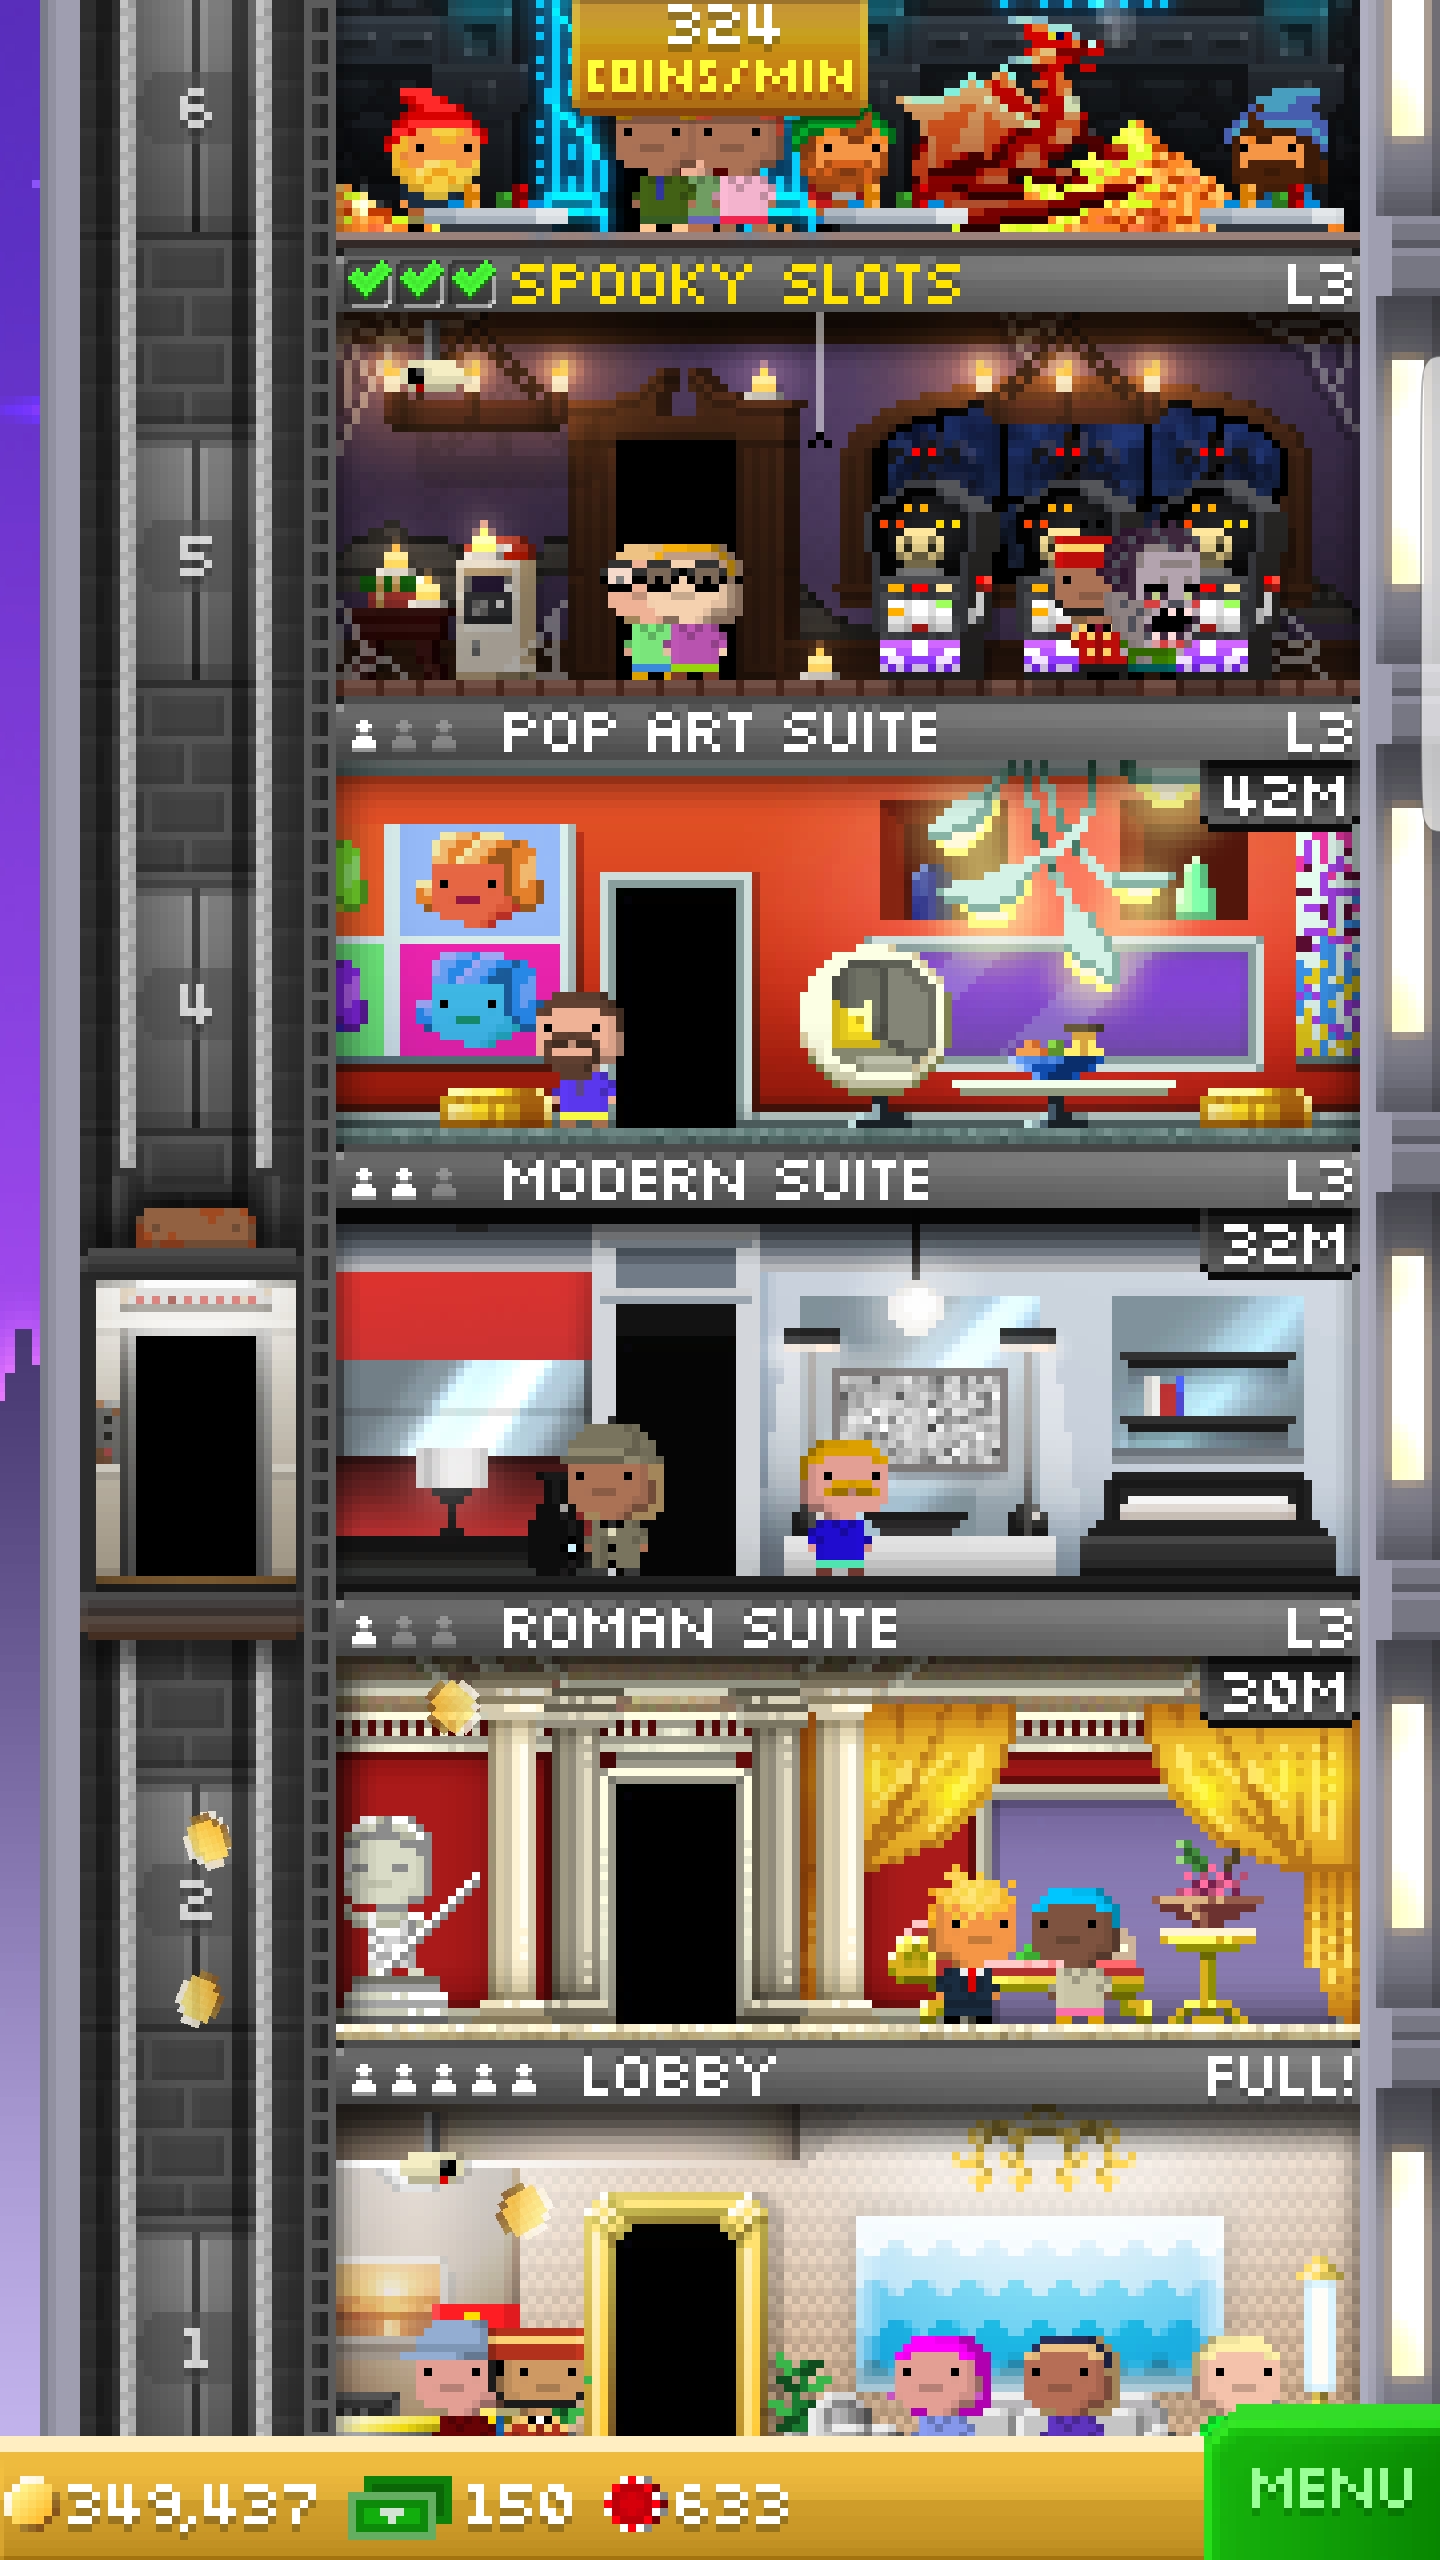 324
COINS/MIN
6
SPOOKY SLOTS L3
5
POP ART SUITE L3
42M
4
MODERN SUITE L3
32M
ROMAN SUITE L3
30M
2
LOBBY FULL!
1
349,437 150 633 MENU